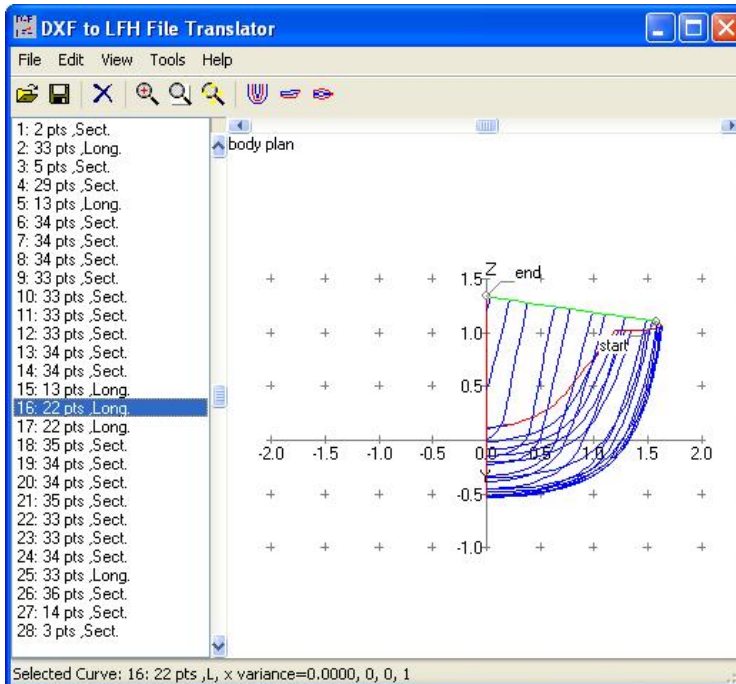 DXF to LFH File Translator
File Edit View Tools Help
1: 2 pts ,Sect.
2: 33 pts ,Long.
3: 5 pts ,Sect.
4: 29 pts ,Sect.
5: 13 pts ,Long.
6: 34 pts ,Sect.
7: 34 pts ,Sect.
8: 34 pts ,Sect.
9: 33 pts ,Sect.
10: 33 pts ,Sect.
11: 33 pts ,Sect.
12: 33 pts ,Sect.
13: 34 pts ,Sect.
14: 34 pts ,Sect.
15: 13 pts ,Long.
16: 22 pts ,Long.
17: 22 pts ,Long.
18: 35 pts ,Sect.
19: 34 pts ,Sect.
20: 34 pts ,Sect.
21: 35 pts ,Sect.
22: 33 pts ,Sect.
23: 33 pts ,Sect.
24: 34 pts ,Sect.
25: 33 pts ,Long.
26: 36 pts ,Sect.
27: 14 pts ,Sect.
28: 3 pts ,Sect.
body plan
Z end
1.5
1.0
start
0.5
-2.0 -1.5 -1.0 -0.5 0.0 0.5 1.0 1.5 2.0
-0.5
-1.0
Selected Curve: 16: 22 pts ,L, x variance=0.0000, 0, 0, 1